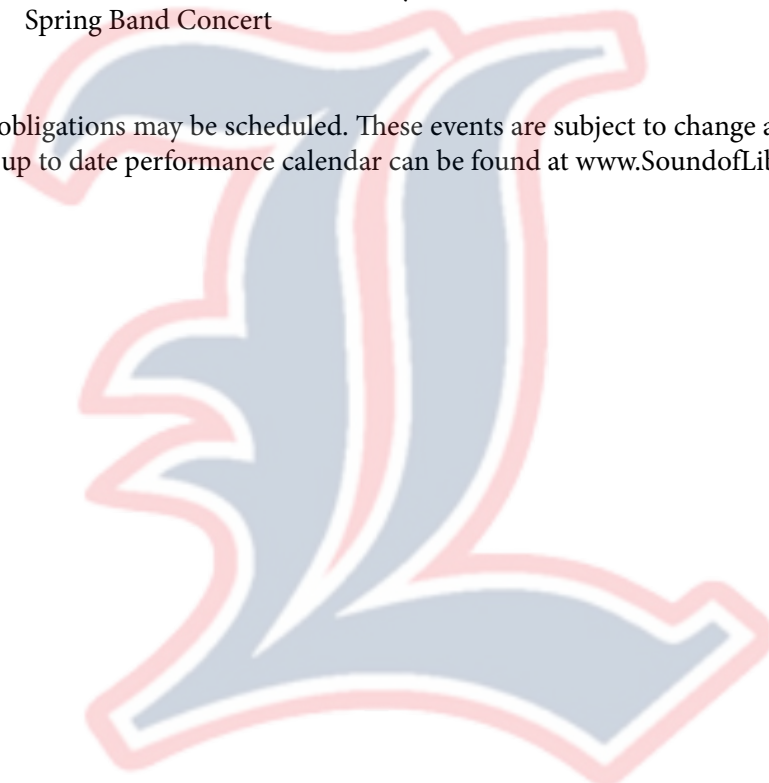 Spring Band Concert
obligations may be scheduled. These events are subject to change a
up to date performance calendar can be found at www.SoundofLib
L